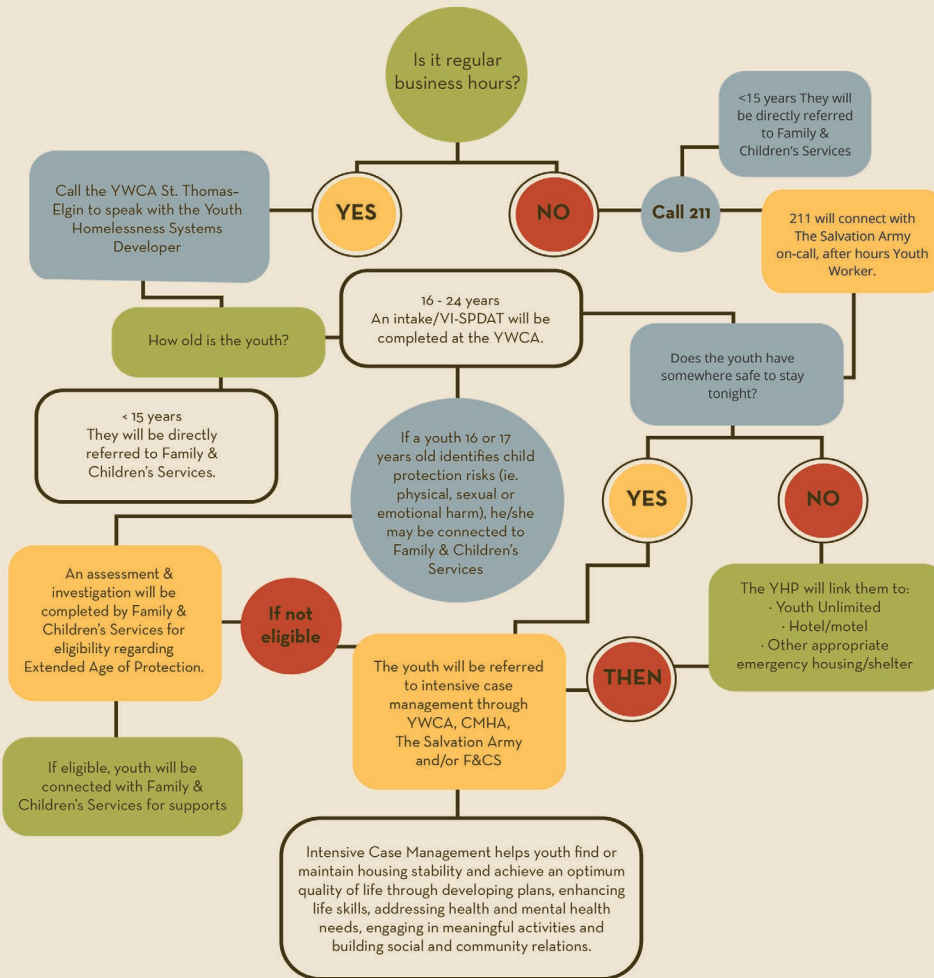 Is it regular
business hours?
<15 years They will
be directly referred
to Family &
Children's Services
Call the YWCA St. Thomas–
Elgin to speak with the Youth
Homelessness Systems
Developer
YES
NO
Call 211
211 will connect with
The Salvation Army
on-call, after hours Youth
Worker.
16 - 24 years
An intake/VI-SPDAT will be
completed at the YWCA.
How old is the youth?
Does the youth have
somewhere safe to stay
tonight?
< 15 years
They will be directly
referred to Family &
Children's Services.
If a youth 16 or 17
years old identifies child
protection risks (ie.
physical, sexual or
emotional harm), he/she
may be connected to
Family & Children's
Services
YES
NO
An assessment &
investigation will be
completed by Family &
Children's Services for
eligibility regarding
Extended Age of Protection.
If not
eligible
The YHP will link them to:
· Youth Unlimited
· Hotel/motel
· Other appropriate
emergency housing/shelter
The youth will be referred
to intensive case
management through
YWCA, CMHA,
The Salvation Army
and/or F&CS
THEN
If eligible, youth will be
connected with Family &
Children's Services for supports
Intensive Case Management helps youth find or
maintain housing stability and achieve an optimum
quality of life through developing plans, enhancing
life skills, addressing health and mental health
needs, engaging in meaningful activities and
building social and community relations.